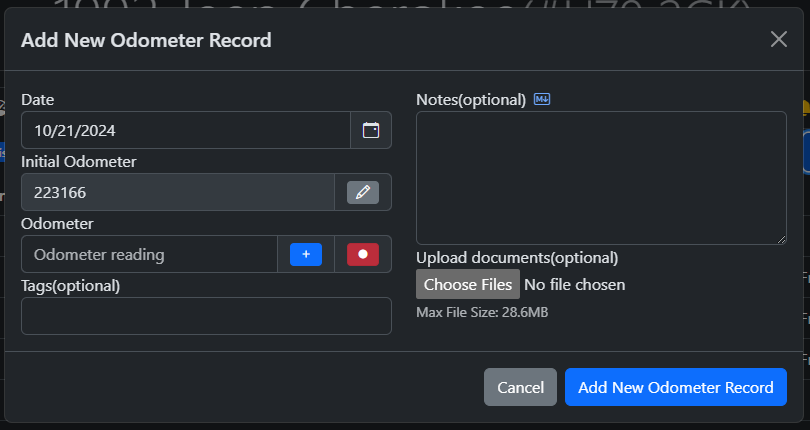 Add New Odometer Record
Date
10/21/2024
Initial Odometer
223166
Odometer
Odometer reading
Tags(optional)
Notes(optional)
Upload documents(optional)
Choose Files No file chosen
Max File Size: 28.6MB
Cancel
Add New Odometer Record